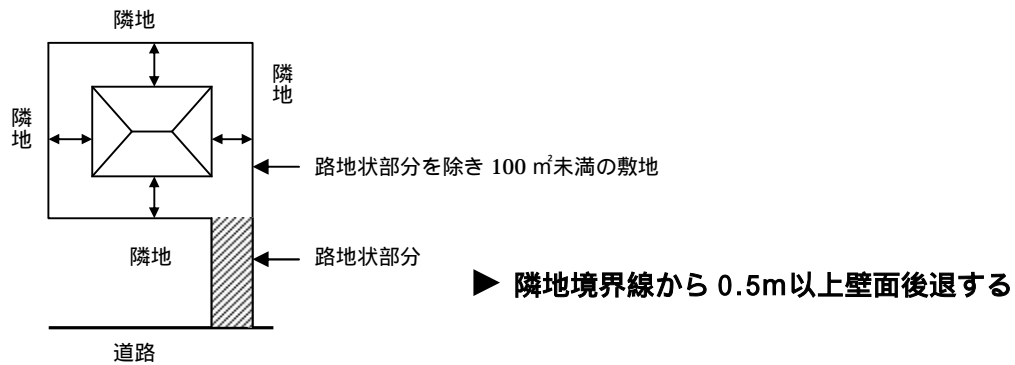 隣地
隣地
隣地
路地状部分を除き 100 ㎡未満の敷地
隣地
路地状部分
▶ 隣地境界線から 0.5m以上壁面後退する
道路